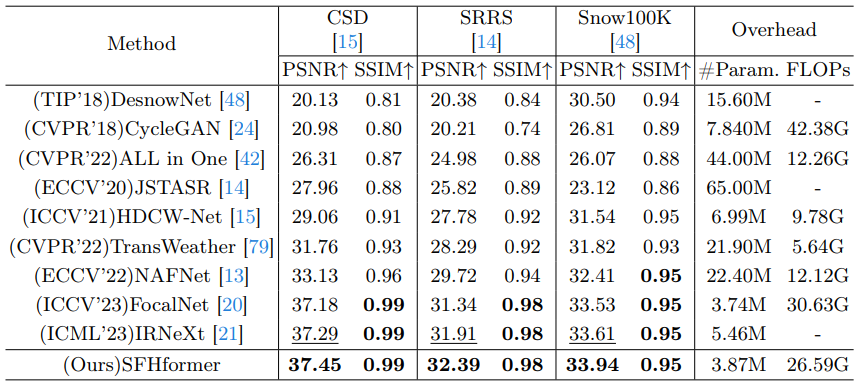 Method CSD [15] SRRS [14] Snow100K [48] Overhead
PSNR↑ SSIM↑ PSNR↑ SSIM↑ PSNR↑ SSIM↑ #Param. FLOPs
(TIP'18)DesnowNet [48] 20.13 0.81 20.38 0.84 30.50 0.94 15.60M -
(CVPR'18)CycleGAN [24] 20.98 0.80 20.21 0.74 26.81 0.89 7.840M 42.38G
(CVPR'22)ALL in One [42] 26.31 0.87 24.98 0.88 26.07 0.88 44.00M 12.26G
(ECCV'20)JSTASR [14] 27.96 0.88 25.82 0.89 23.12 0.86 65.00M -
(ICCV'21)HDCW-Net [15] 29.06 0.91 27.78 0.92 31.54 0.95 6.99M 9.78G
(CVPR'22)TransWeather [79] 31.76 0.93 28.29 0.92 31.82 0.93 21.90M 5.64G
(ECCV'22)NAFNet [13] 33.13 0.96 29.72 0.94 32.41 0.95 22.40M 12.12G
(ICCV'23)FocalNet [20] 37.18 0.99 31.34 0.98 33.53 0.95 3.74M 30.63G
(ICML'23)IRNeXt [21] 37.29 0.99 31.91 0.98 33.61 0.95 5.46M -
(Ours)SFHformer 37.45 0.99 32.39 0.98 33.94 0.95 3.87M 26.59G